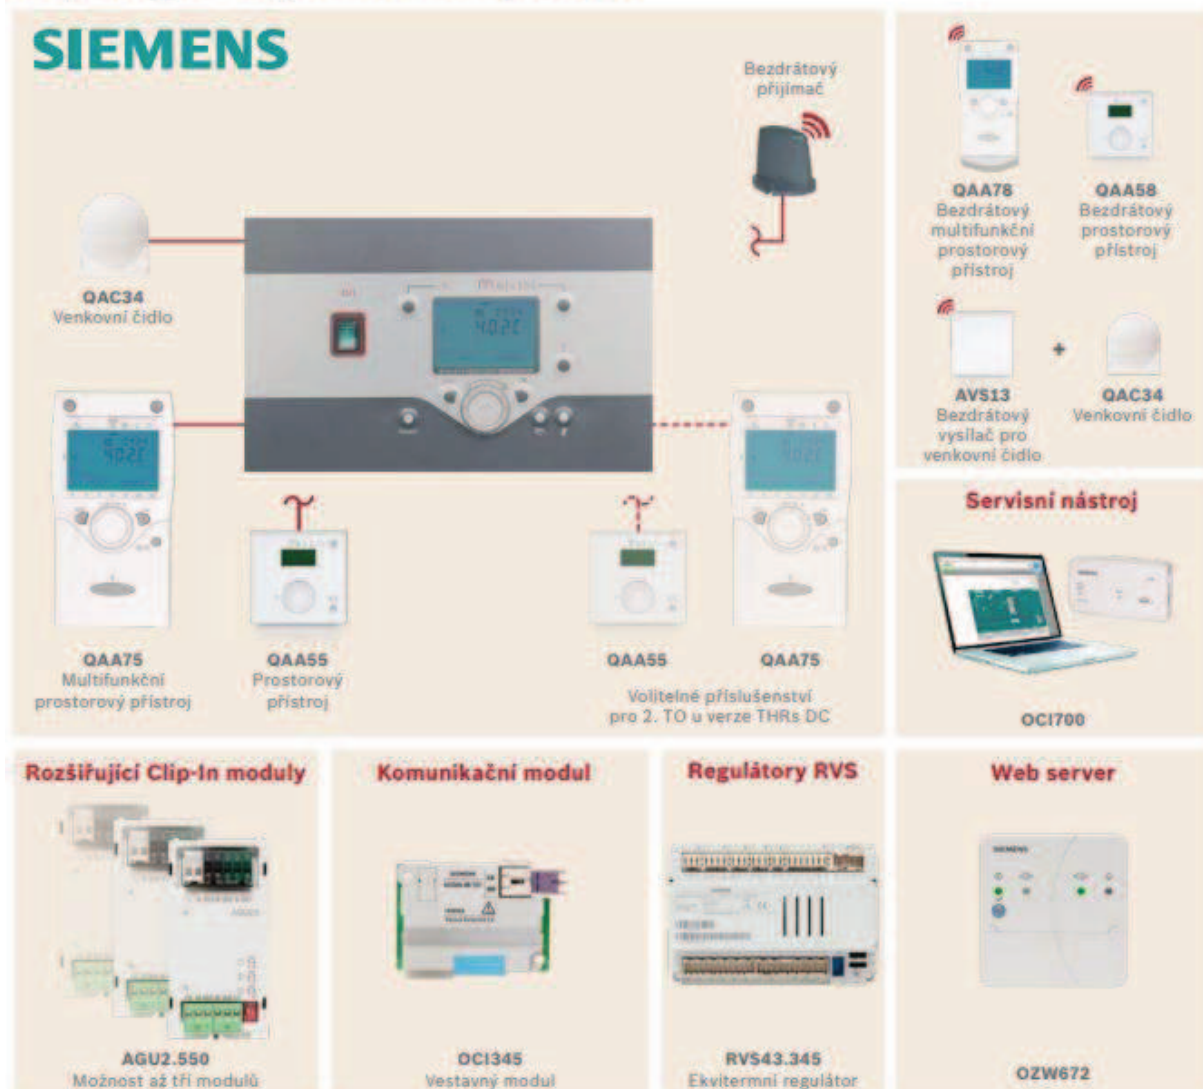 SIEMENS
Bezdrátový
přijímač
QAC34
Venkovní čidlo
QAA75
Multifunkční
prostorový přístroj
QAA55
Prostorový
přístroj
QAA55
QAA75
Volitelné příslušenství
pro 2. TO u verze THRs DC
QAA78
Bezdrátový
multifunkční
prostorový
přístroj
QAA58
Bezdrátový
prostorový
přístroj
AVS13
Bezdrátový
vysílač pro
venkovní čidlo
+
QAC34
Venkovní čidlo
Servisní nástroj
OCI700
Rozšiřující Clip-In moduly
AGU2.550
Možnost až tří modulů
Komunikační modul
OCI345
Vestavný modul
Regulátory RVS
RVS43.345
Ekvitermní regulátor
Web server
SIEMENS
OZW672